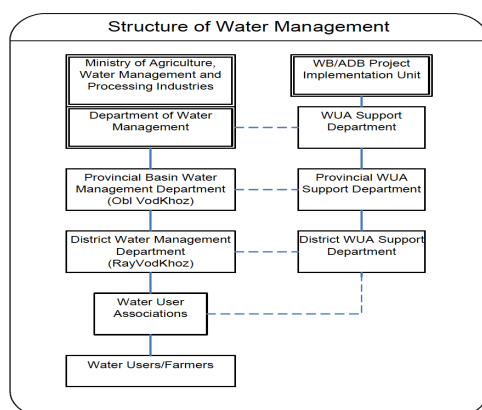 Structure of Water Management
Ministry of Agriculture,
Water Management and
Processing Industries
WB/ADB Project
Implementation Unit
Department of Water
Management
WUA Support
Department
Provincial Basin Water
Management Department
(Obl VodKhoz)
Provincial WUA
Support Department
District Water Management
Department
(RayVodKhoz)
District WUA Support
Department
Water User
Associations
Water Users/Farmers